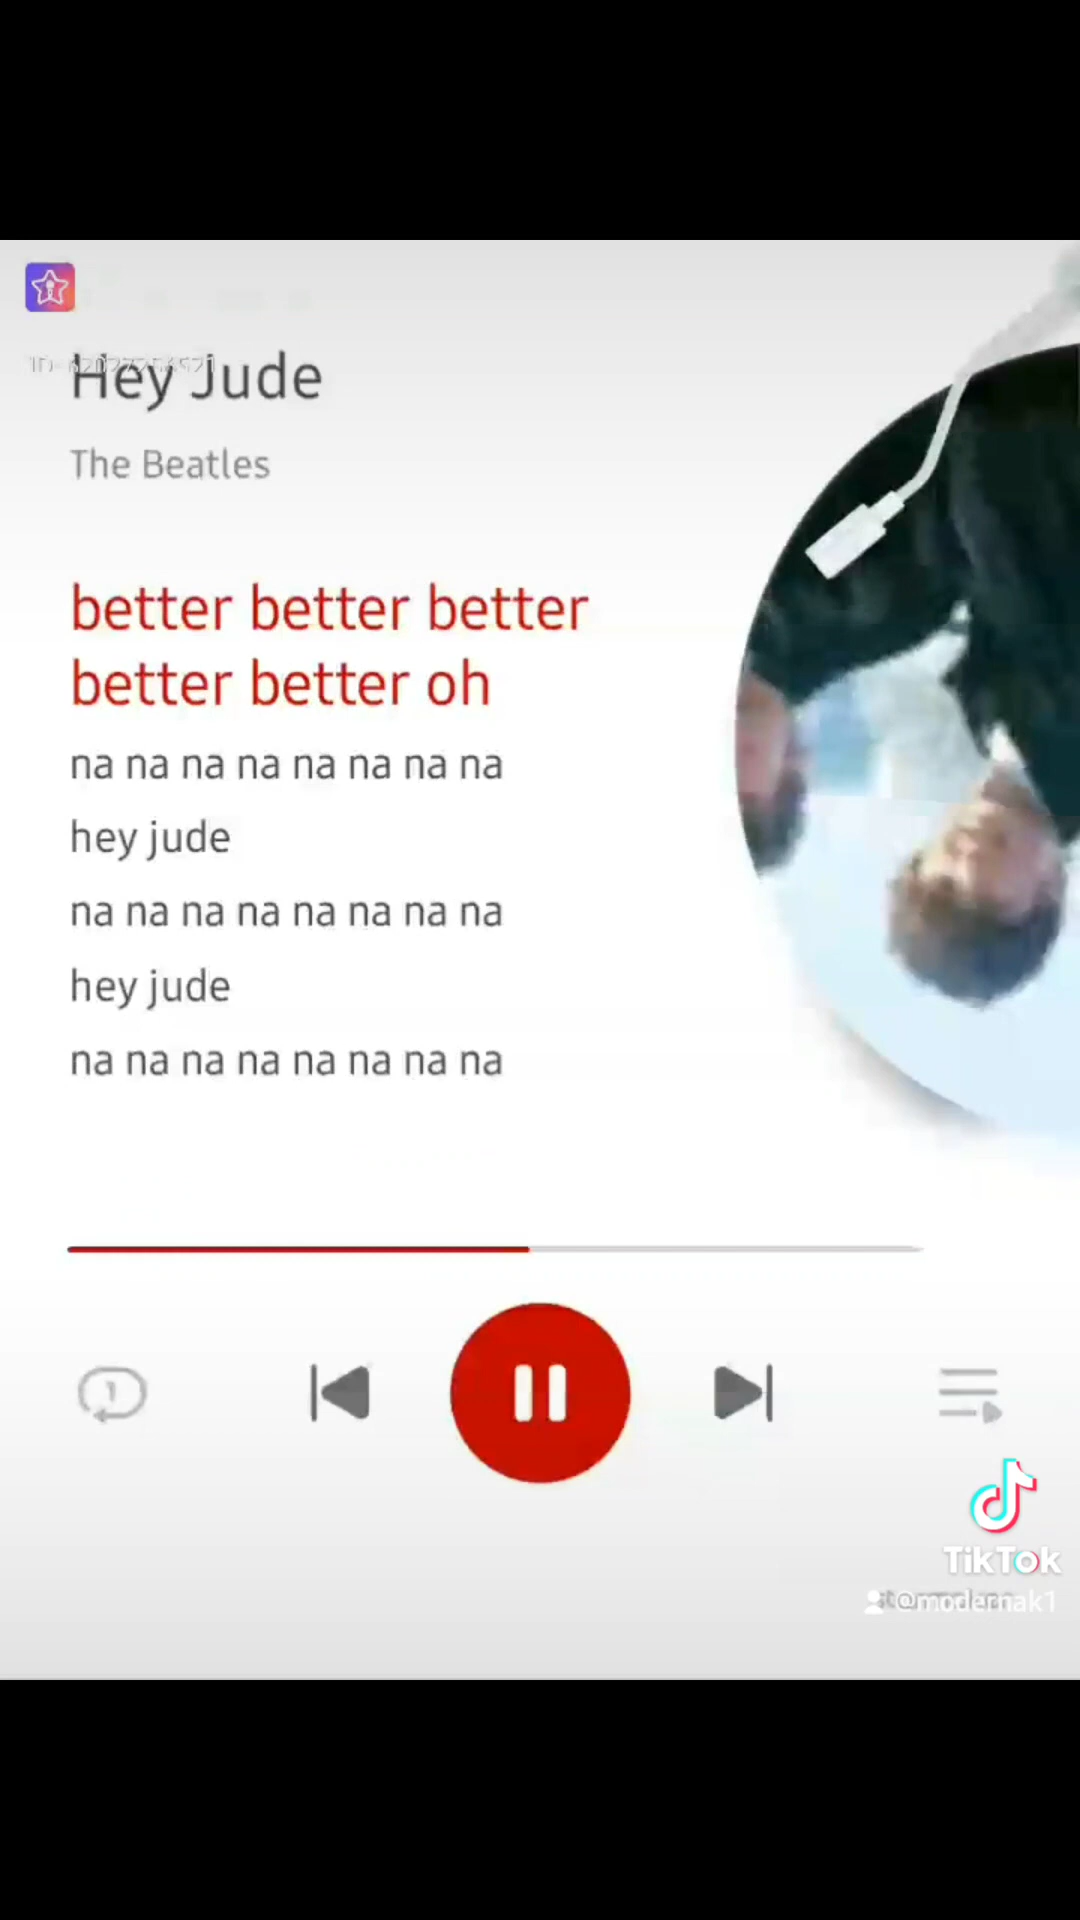 Hey Jude
The Beatles
better better better
better better oh
na na na na na na na na
hey jude
na na na na na na na na
hey jude
na na na na na na na na
1
TikTok
@modernak1